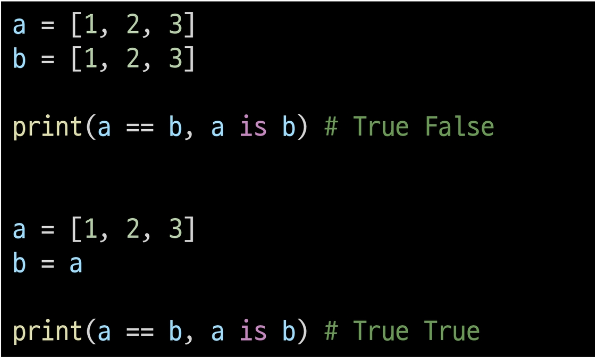 a = [1, 2, 3]
b = [1, 2, 3]
print(a == b, a is b) # True False
a = [1, 2, 3]
b = a
print(a == b, a is b) # True True